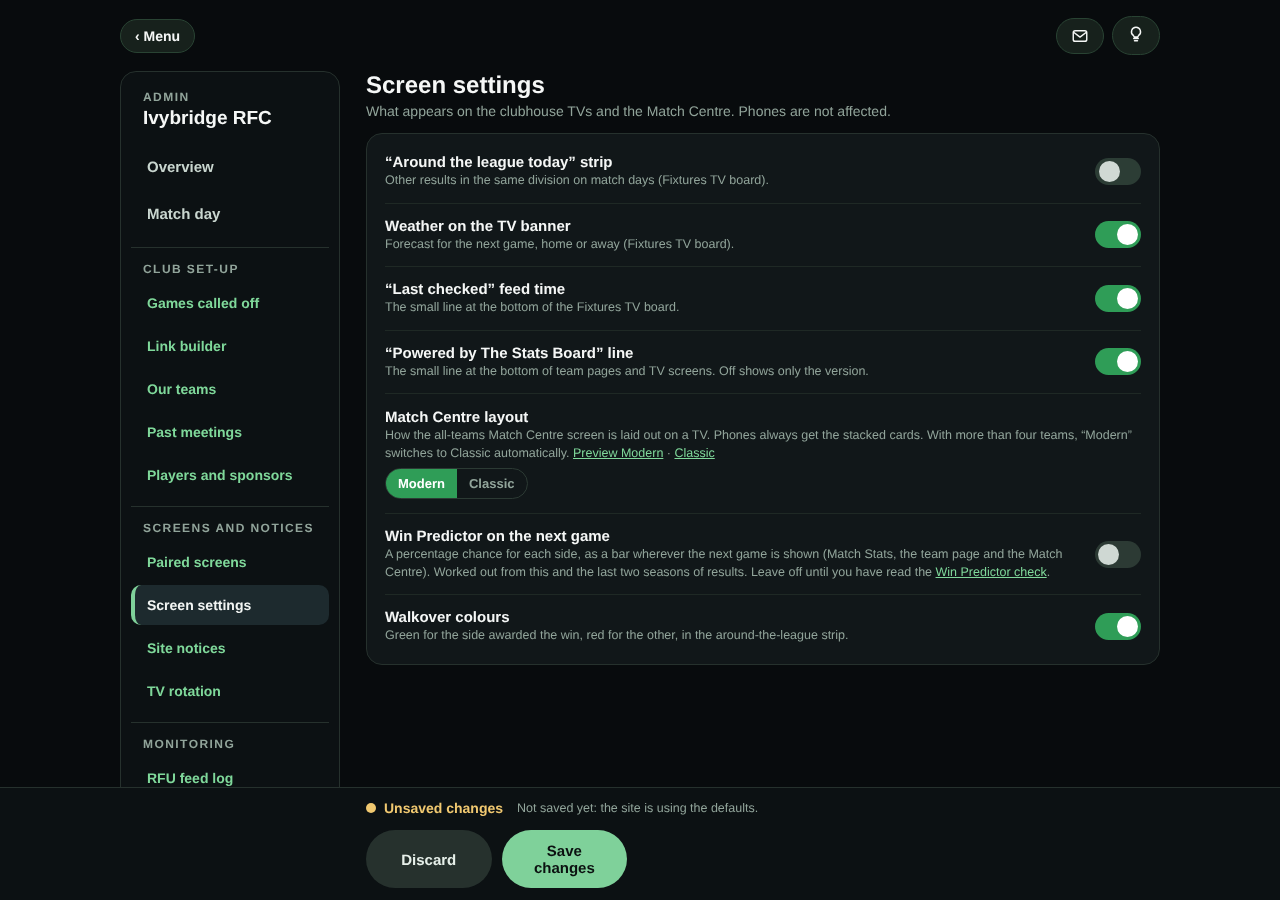 ‹ Menu
ADMIN
Ivybridge RFC
Overview
Match day
CLUB SET-UP
Games called off
Link builder
Our teams
Past meetings
Players and sponsors
SCREENS AND NOTICES
Paired screens
Screen settings
Site notices
TV rotation
MONITORING
RFU feed log
Screen settings
What appears on the clubhouse TVs and the Match Centre. Phones are not affected.
“Around the league today” strip
Other results in the same division on match days (Fixtures TV board).
Weather on the TV banner
Forecast for the next game, home or away (Fixtures TV board).
“Last checked” feed time
The small line at the bottom of the Fixtures TV board.
“Powered by The Stats Board” line
The small line at the bottom of team pages and TV screens. Off shows only the version.
Match Centre layout
How the all-teams Match Centre screen is laid out on a TV. Phones always get the stacked cards. With more than four teams, “Modern”
switches to Classic automatically. Preview Modern · Classic
Modern Classic
Win Predictor on the next game
A percentage chance for each side, as a bar wherever the next game is shown (Match Stats, the team page and the Match
Centre). Worked out from this and the last two seasons of results. Leave off until you have read the Win Predictor check.
Walkover colours
Green for the side awarded the win, red for the other, in the around-the-league strip.
Unsaved changes Not saved yet: the site is using the defaults.
Discard
Save
changes